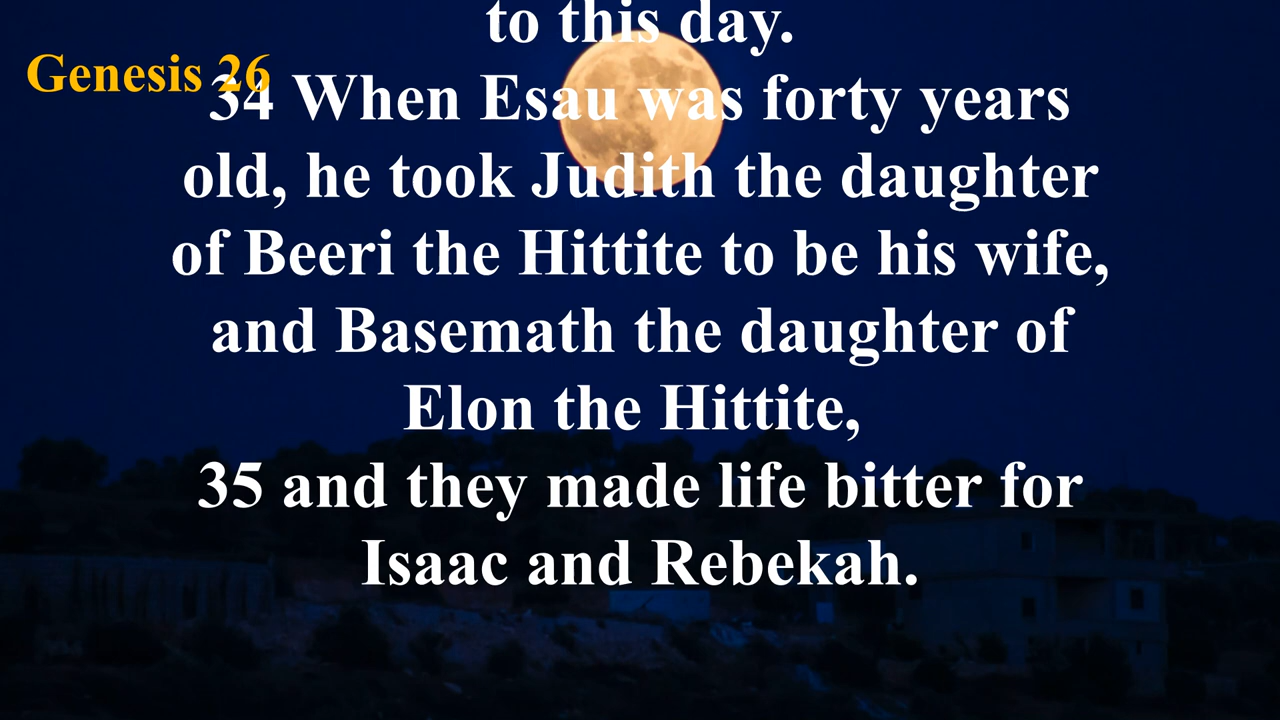 to this day.
Genesis 26
34 When Esau was forty years
old, he took Judith the daughter
of Beeri the Hittite to be his wife,
and Basemath the daughter of
Elon the Hittite,
35 and they made life bitter for
Isaac and Rebekah.